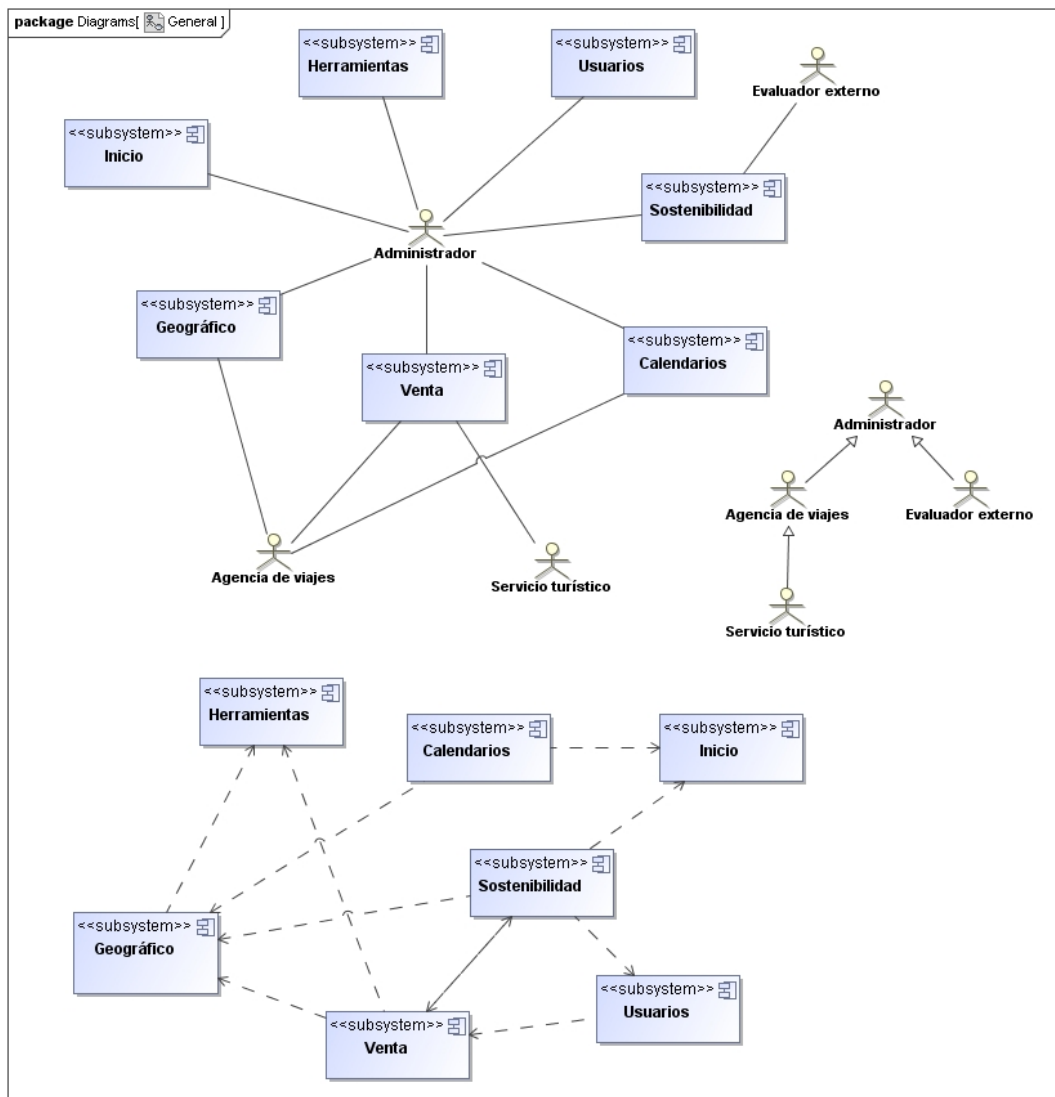 package Diagrams[ General ]
<<subsystem>>
Herramientas
<<subsystem>>
Usuarios
Evaluador externo
<<subsystem>>
Inicio
<<subsystem>>
Sostenibilidad
Administrador
<<subsystem>>
Geográfico
<<subsystem>>
Venta
<<subsystem>>
Calendarios
Administrador
Agencia de viajes
Evaluador externo
Agencia de viajes
Servicio turístico
Servicio turístico
<<subsystem>>
Herramientas
<<subsystem>>
Calendarios
<<subsystem>>
Inicio
<<subsystem>>
Sostenibilidad
<<subsystem>>
Geográfico
<<subsystem>>
Usuarios
<<subsystem>>
Venta